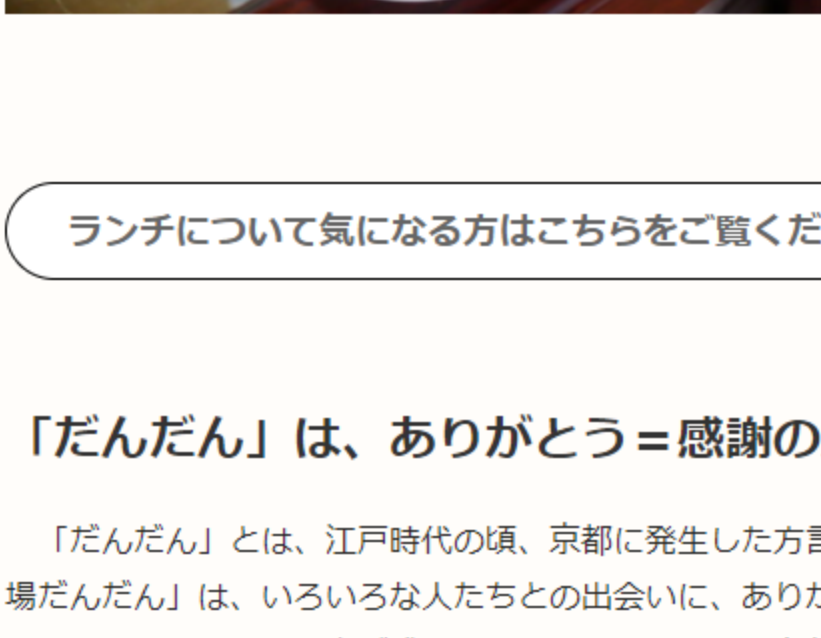 ランチについて気になる方はこちらをご覧くだ
「だんだん」は、ありがとう＝感謝の
「だんだん」とは、江戸時代の頃、京都に発生した方言
場だんだん」は、いろいろな人たちとの出会いに、ありが